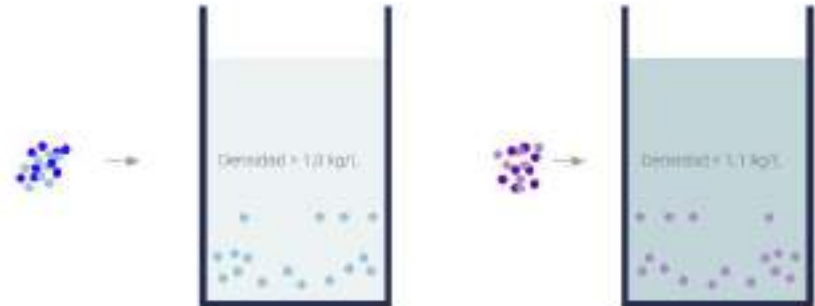 Densidad = 1,0 kg/L
Densidad = 1,1 kg/L